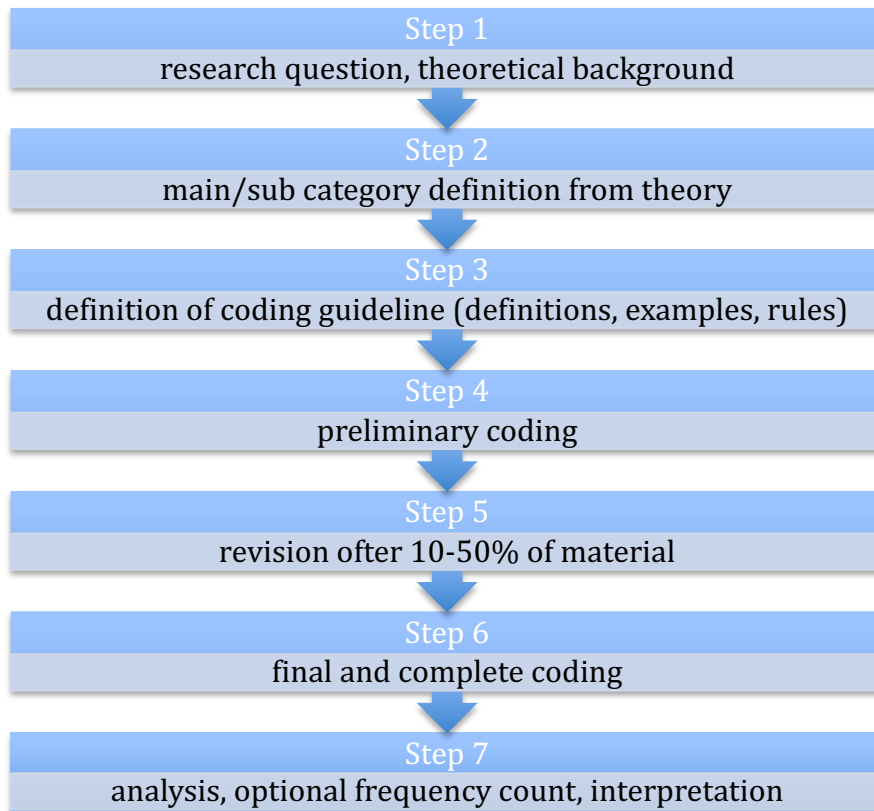 Step 1
research question, theoretical background
Step 2
main/sub category definition from theory
Step 3
definition of coding guideline (definitions, examples, rules)
Step 4
preliminary coding
Step 5
revision ofter 10-50% of material
Step 6
final and complete coding
Step 7
analysis, optional frequency count, interpretation